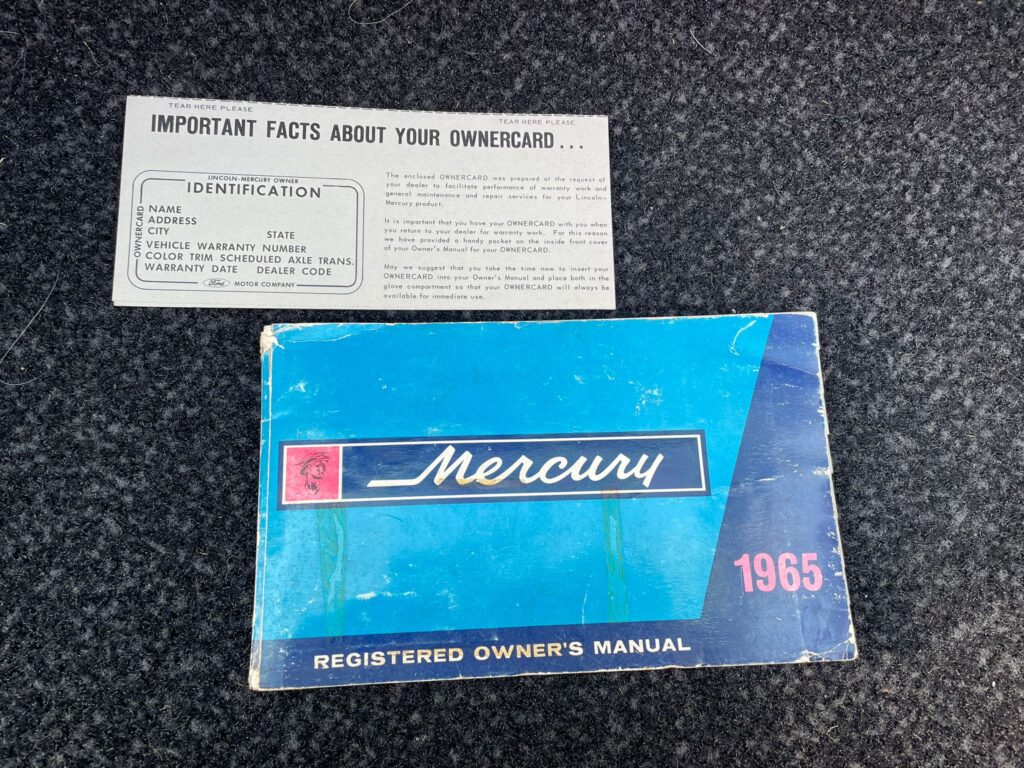 TEAR HERE PLEASE
TEAR HERE PLEASE
IMPORTANT FACTS ABOUT YOUR OWNERCARD...
LINCOLN-MERCURY OWNER
IDENTIFICATION
OWNERCARD
NAME
ADDRESS
CITY STATE
VEHICLE WARRANTY NUMBER
COLOR TRIM SCHEDULED AXLE TRANS.
WARRANTY DATE DEALER CODE
Ford MOTOR COMPANY
The enclosed OWNERCARD was prepared at the request of
your dealer to facilitate performance of warranty work and
general maintenance and repair services for your Lincoln-
Mercury product.
It is important that you have your OWNERCARD with you when
you return to your dealer for warranty work. For this reason
we have provided a handy pocket on the inside front cover
of your Owner's Manual for your OWNERCARD.
May we suggest that you take the time now to insert your
OWNERCARD into your Owner's Manual and place both in the
glove compartment so that your OWNERCARD will always be
available for immediate use.
Mercury
1965
REGISTERED OWNER'S MANUAL